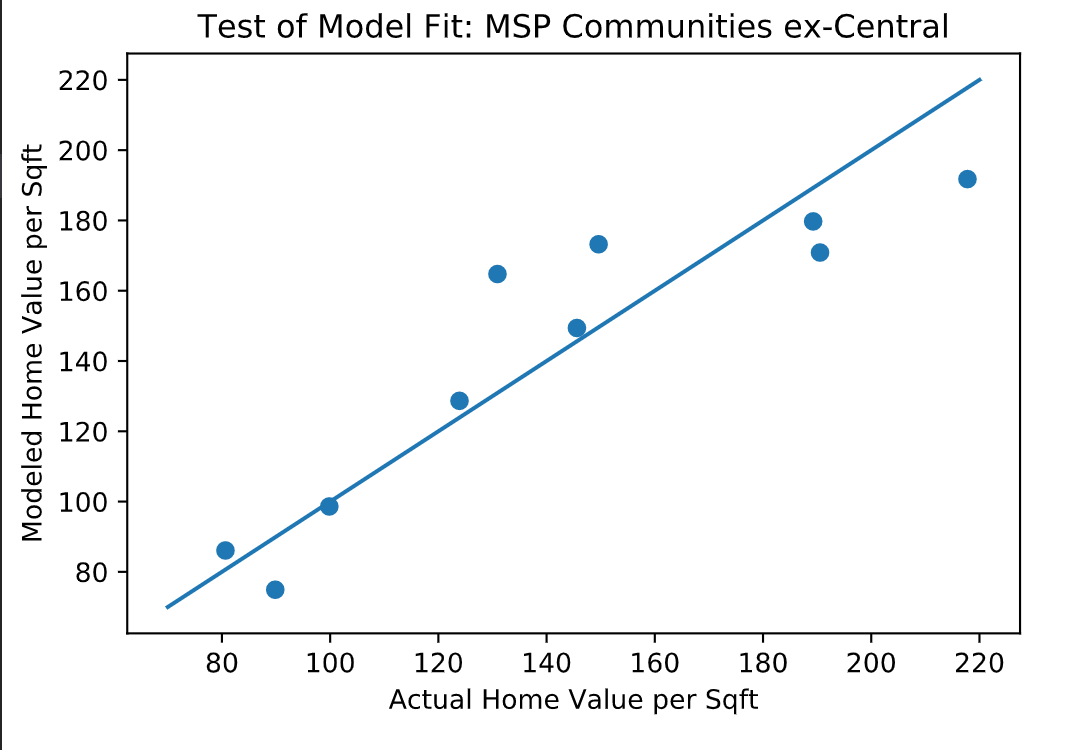 Test of Model Fit: MSP Communities ex-Central
Modeled Home Value per Sqft
220
200
180
160
140
120
100
80
80 100 120 140 160 180 200 220
Actual Home Value per Sqft